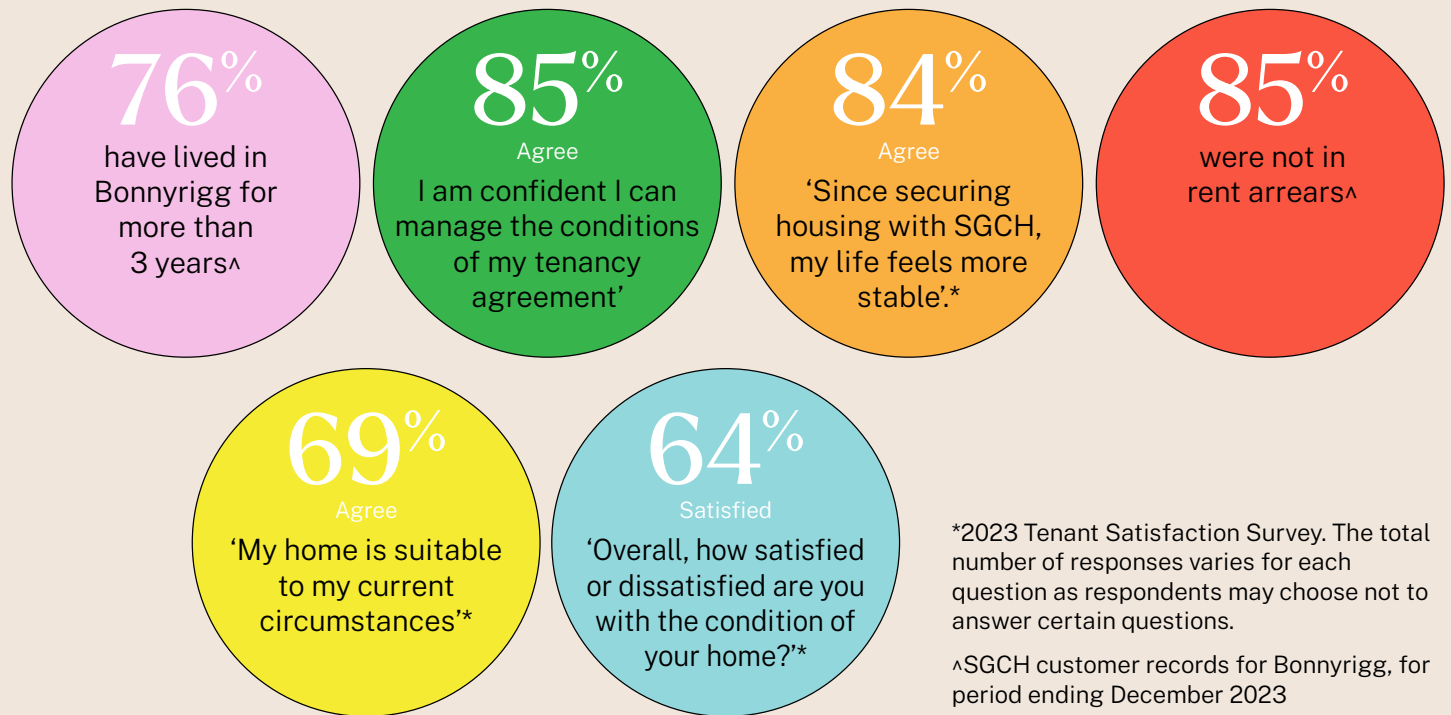 76%
have lived in
Bonnyrigg for
more than
3 years^
85%
Agree
I am confident I can
manage the conditions
of my tenancy
agreement’
84%
Agree
‘Since securing
housing with SGCH,
my life feels more
stable’.*
85%
were not in
rent arrears^
69%
Agree
‘My home is suitable
to my current
circumstances’*
64%
Satisfied
‘Overall, how satisfied
or dissatisfied are you
with the condition of
your home?’*
*2023 Tenant Satisfaction Survey. The total
number of responses varies for each
question as respondents may choose not to
answer certain questions.
^SGCH customer records for Bonnyrigg, for
period ending December 2023